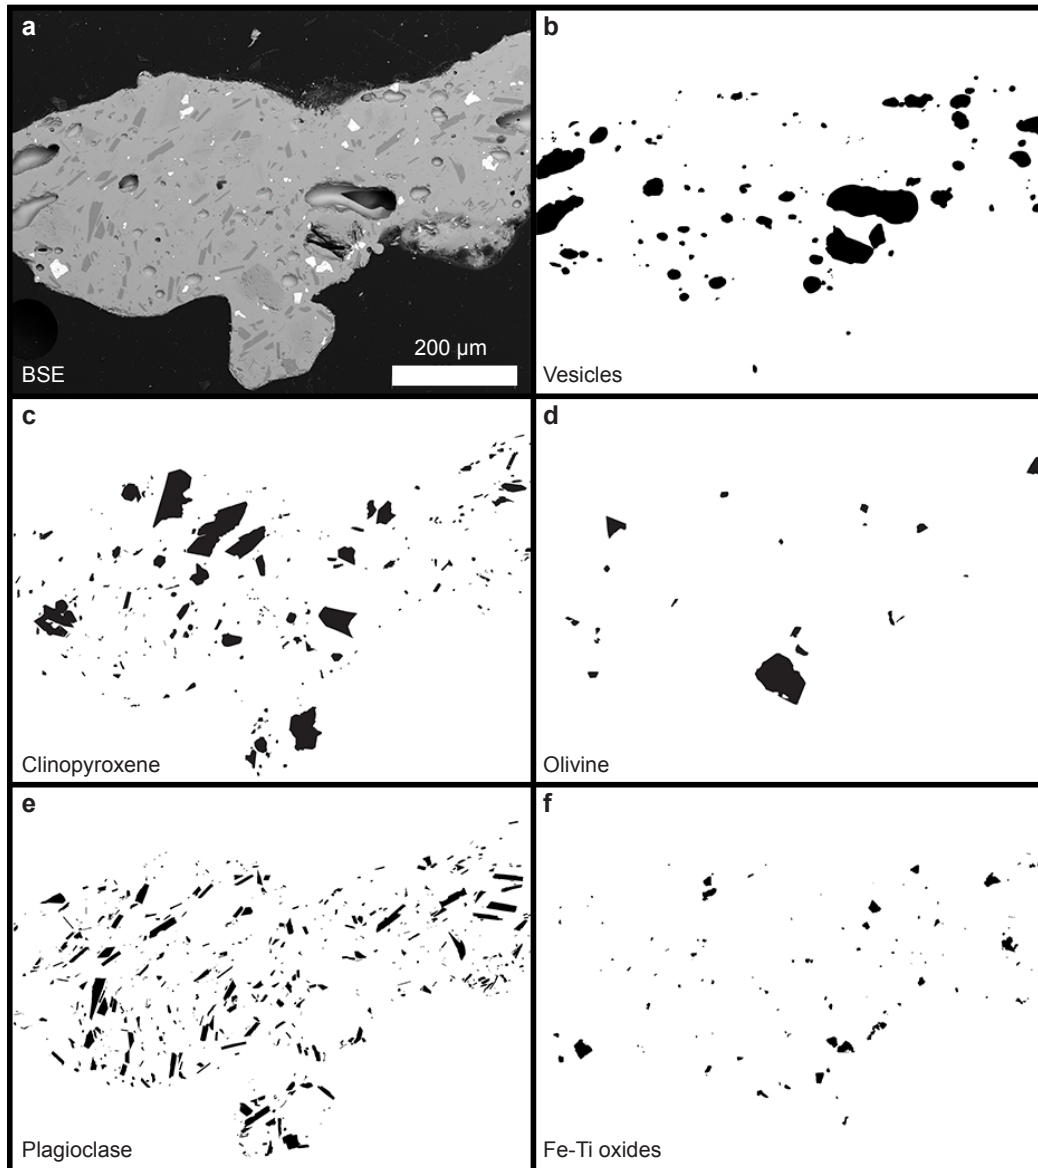 a
200 µm
BSE
b
Vesicles
c
Clinopyroxene
d
Olivine
e
Plagioclase
f
Fe-Ti oxides